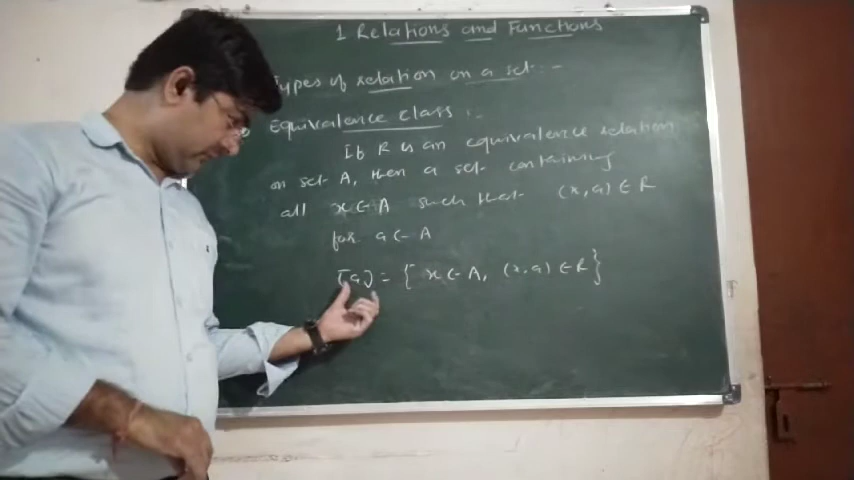 1 Relations and Functions
Types of relation on a set :-
Equivalence class :-
If R is an equivalence relation
on set A, then a set containing
all x ∈ A such that (x, a) ∈ R
for a ∈ A
[a] = { x ∈ A, (x, a) ∈ R }